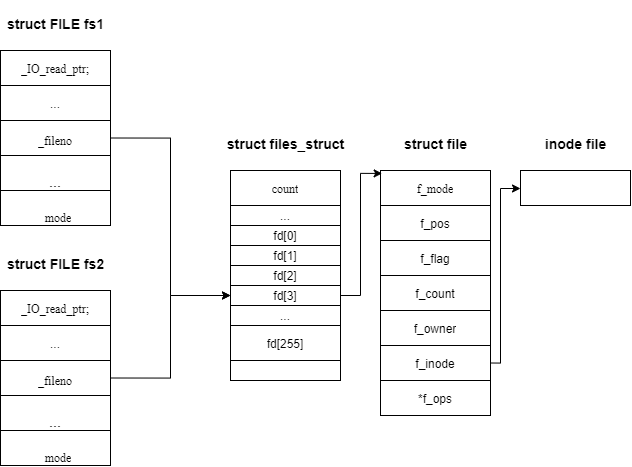 struct FILE fs1
_IO_read_ptr;
...
_fileno
...
mode
struct FILE fs2
_IO_read_ptr;
...
_fileno
...
mode
struct files_struct
count
...
fd[0]
fd[1]
fd[2]
fd[3]
...
fd[255]
struct file
f_mode
f_pos
f_flag
f_count
f_owner
f_inode
*f_ops
inode file